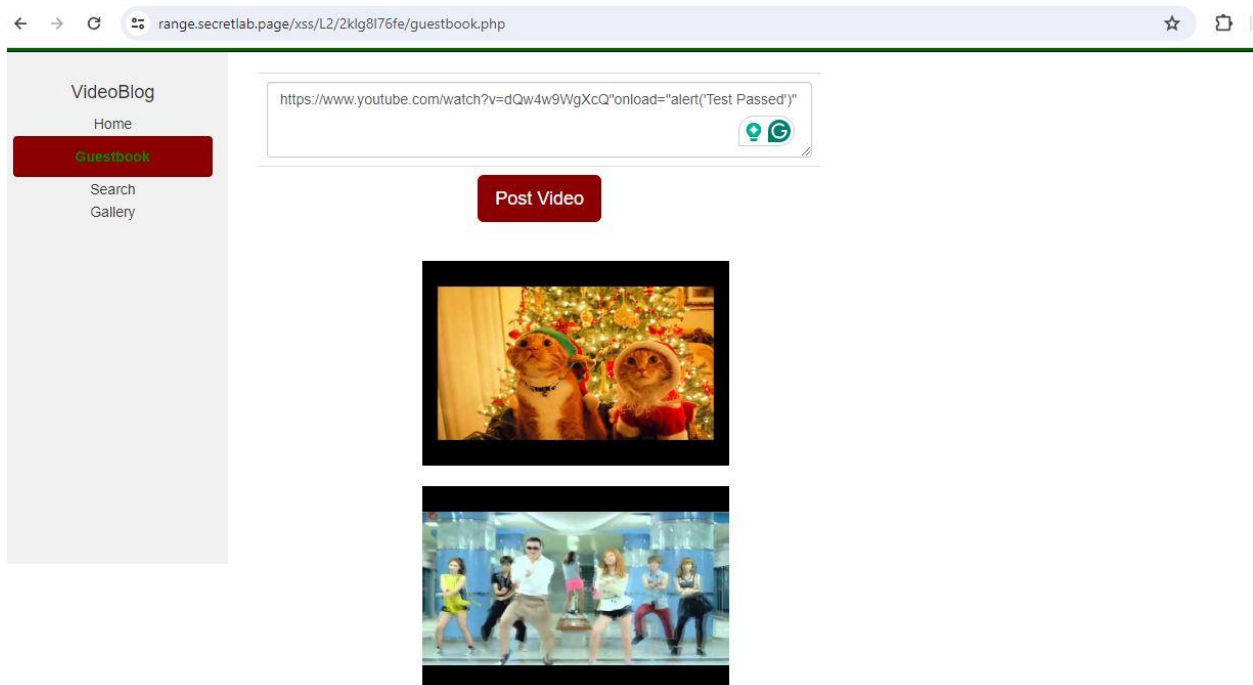 range.secretlab.page/xss/L2/2klg8l76fe/guestbook.php
VideoBlog
Home
Guestbook
Search
Gallery
https://www.youtube.com/watch?v=dQw4w9WgXcQ"onload="alert('Test Passed')"
Post Video